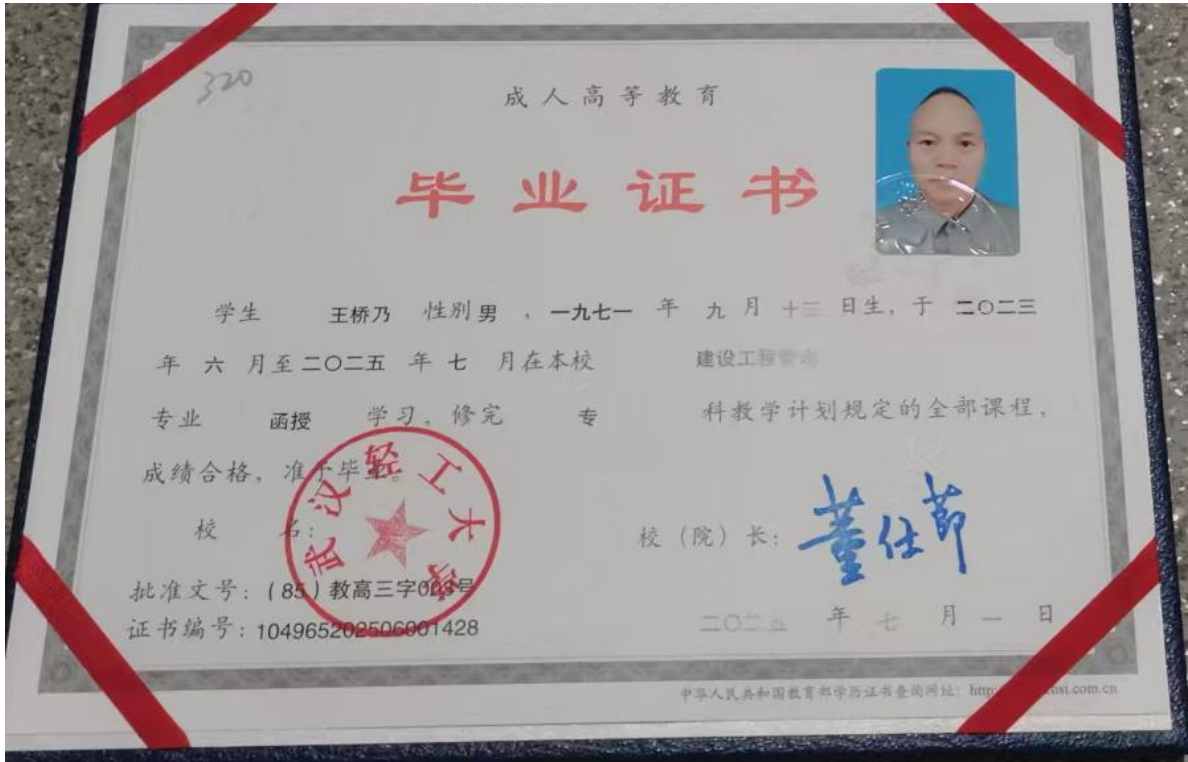 320
成人高等教育
毕业证书
学生 王桥乃 性别 男 ，一九七一 年 九 月 十三 日生，于 二〇二三
年 六 月至 二〇二五 年 七 月在本校 建设工程管理
专业 函授 学习，修完 专 科教学计划规定的全部课程，
成绩合格，准予毕业。
校 名： 校（院）长：董仕节
武汉轻工大学
批准文号：(85)教高三字003号
证书编号：104965202506001428
二〇二五 年 七 月 一 日
中华人民共和国教育部学历证书查询网址：